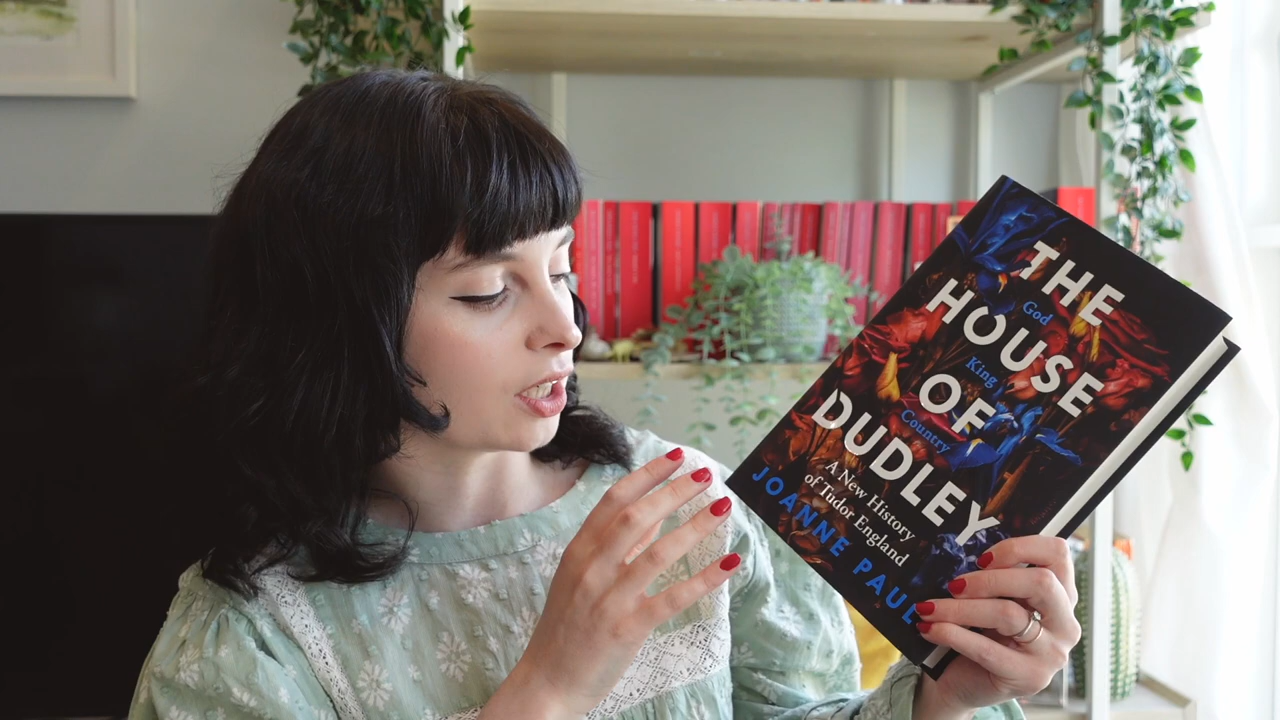 THE
God
HOUSE
King
OF
Country
DUDLEY
A New History
of Tudor England
JOANNE PAUL